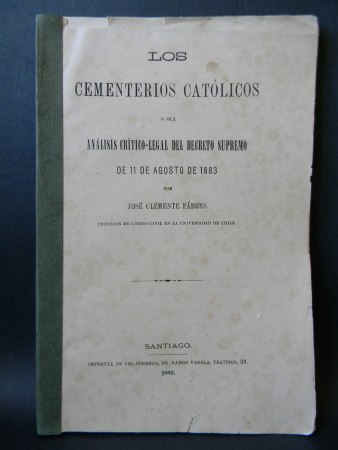 LOS
CEMENTERIOS CATÓLICOS
O SEA
ANÁLISIS CRÍTICO-LEGAL DEL DECRETO SUPREMO
DE 11 DE AGOSTO DE 1883
POR
JOSÉ CLEMENTE FÁBRES,
PROFESOR DE CÓDIGO CIVIL EN LA UNIVERSIDAD DE CHILE.
SANTIAGO.
IMPRENTA DE "EL CORREO", DE RAMON VARELA, TEATINOS, 39.
1883.